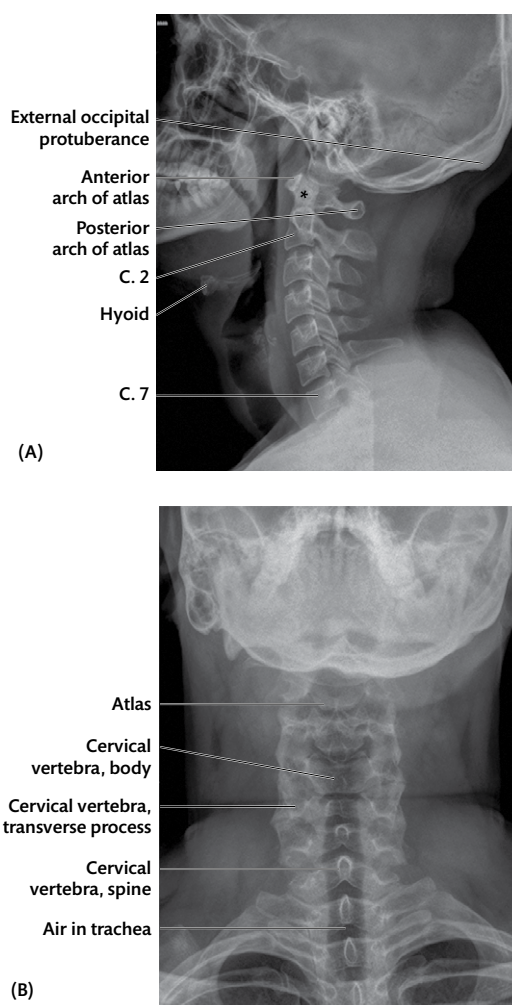 External occipital
protuberance
Anterior
arch of atlas
*
Posterior
arch of atlas
C. 2
Hyoid
C. 7
(A)
Atlas
Cervical
vertebra, body
Cervical vertebra,
transverse process
Cervical
vertebra, spine
Air in trachea
(B)